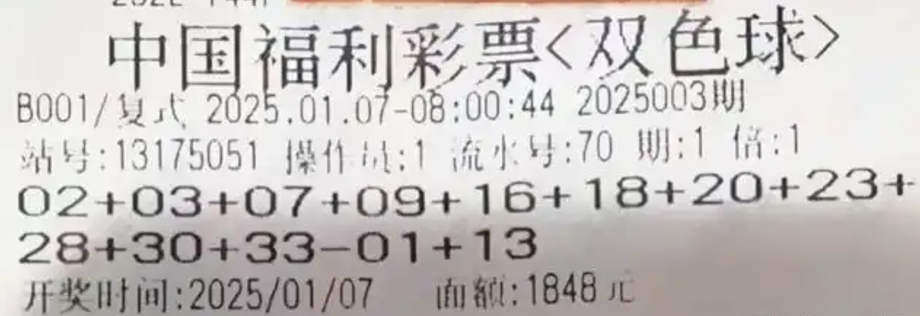 中国福利彩票<双色球>
B001/复式 2025.01.07-08:00:44 2025003期
站号:13175051 操作员:1 流水号:70 期:1 倍:1
02+03+07+09+16+18+20+23+
28+30+33-01+13
开奖时间:2025/01/07 面额:1848元